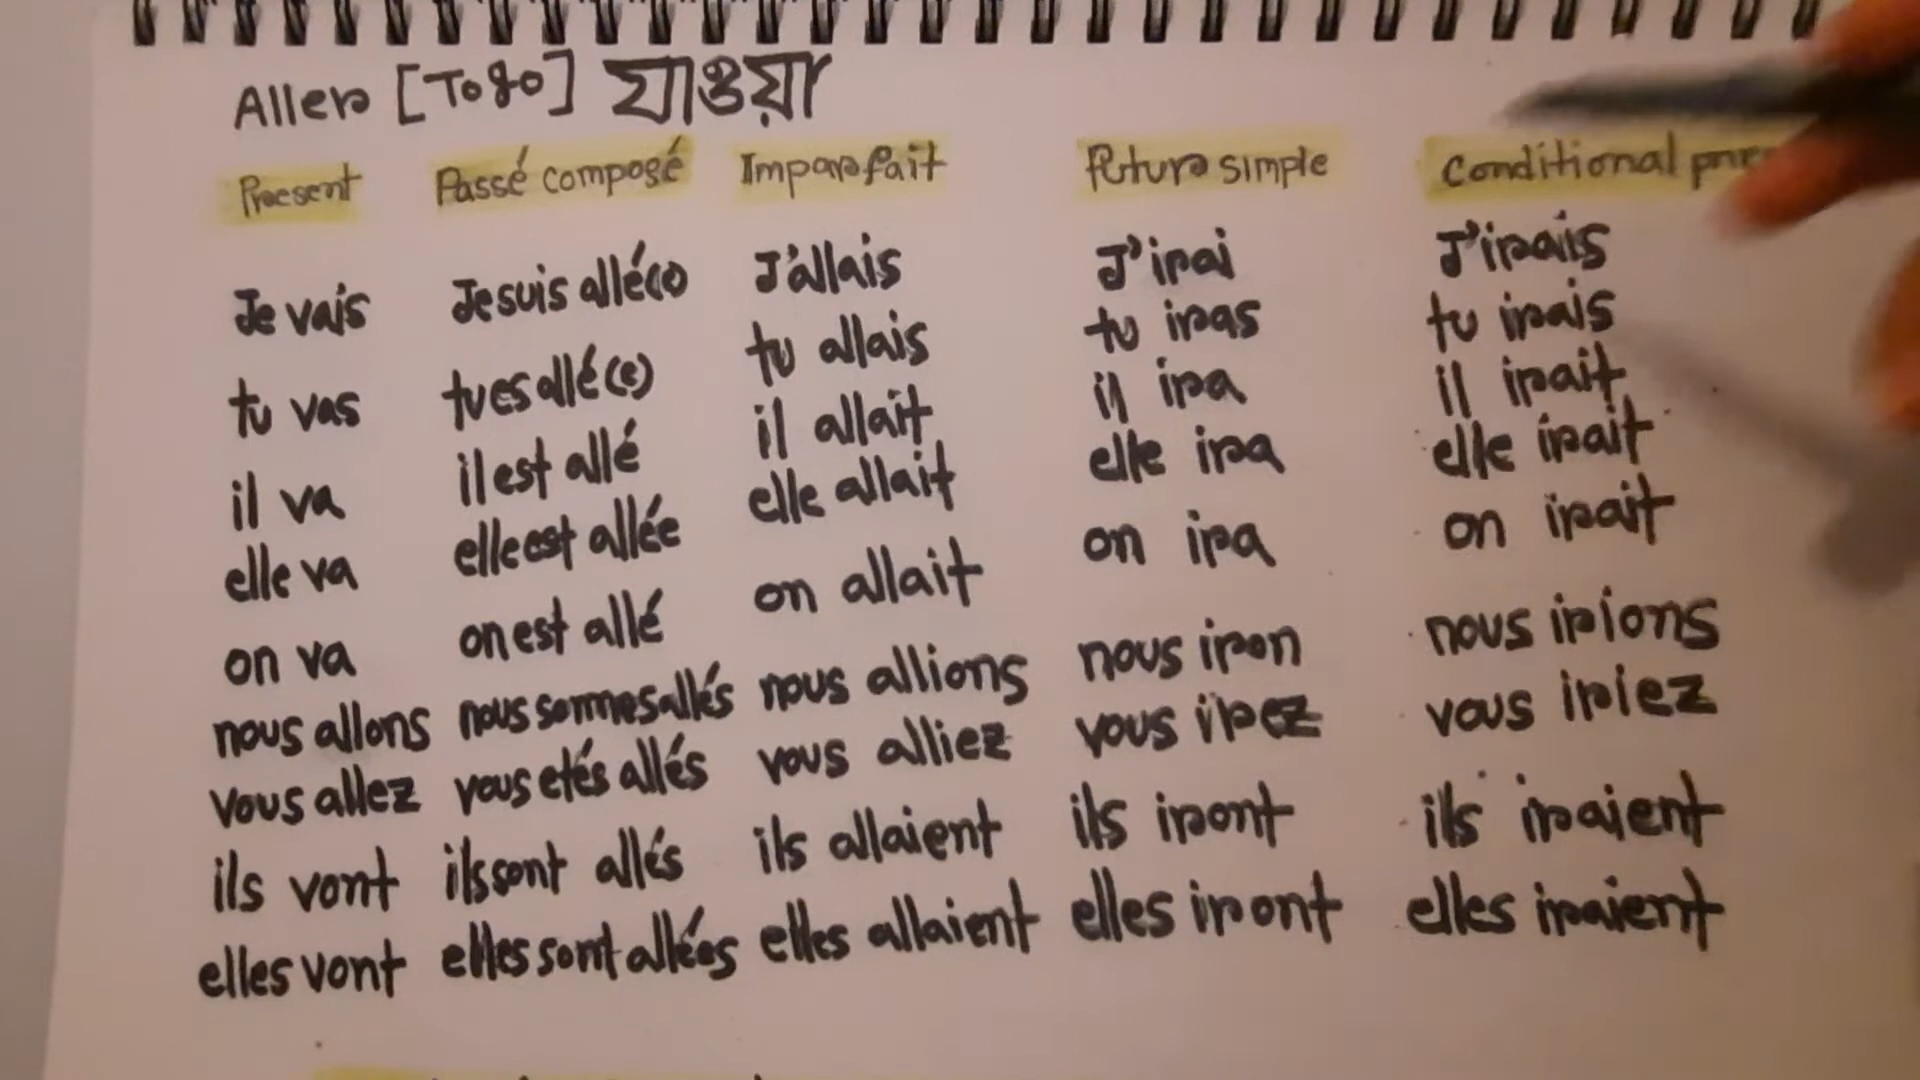 Aller [To go] যাওয়া
Present Passé composé Imparfait futur simple Conditional
Je vais Je suis allé(e) J'allais J'irai J'irais
tu vas tu es allé(e) tu allais tu iras tu irais
il va il est allé il allait il ira il irait
elle va elle est allée elle allait elle ira elle irait
on va on est allé on allait on ira on irait
nous allons nous sommes allés nous allions nous iron nous irions
vous allez vous etés allés vous alliez vous irez vous iriez
ils vont ils sont allés ils allaient ils iront ils iraient
elles vont elles sont allées elles allaient elles iront elles iraient